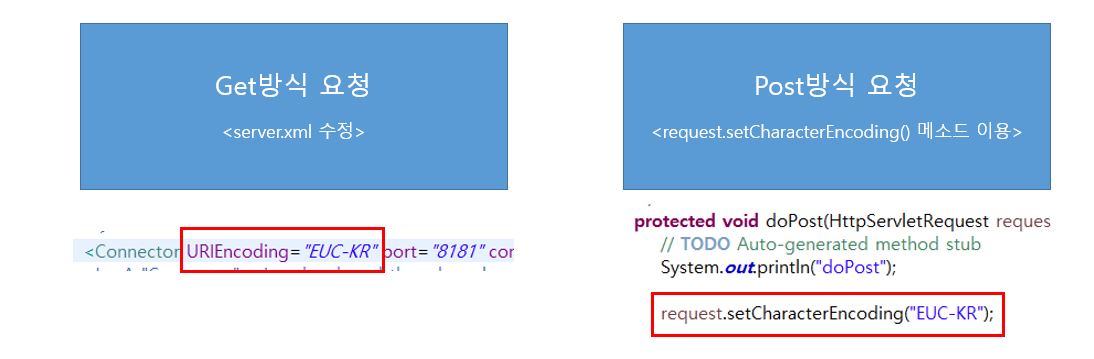 Get방식 요청
<server.xml 수정>
<Connector URIEncoding="EUC-KR" port="8181" con
Post방식 요청
<request.setCharacterEncoding() 메소드 이용>
protected void doPost(HttpServletRequest reques
// TODO Auto-generated method stub
System.out.println("doPost");
request.setCharacterEncoding("EUC-KR");